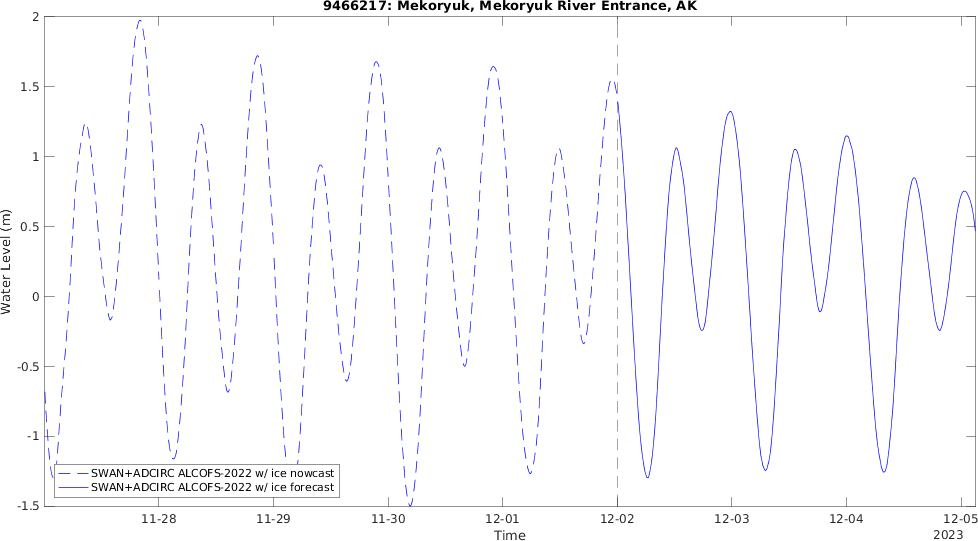 9466217: Mekoryuk, Mekoryuk River Entrance, AK
2
1.5
1
0.5
0
-0.5
-1
-1.5
Water Level (m)
SWAN+ADCIRC ALCOFS-2022 w/ ice nowcast
SWAN+ADCIRC ALCOFS-2022 w/ ice forecast
11-28 11-29 11-30 12-01 12-02 12-03 12-04 12-05
Time 2023